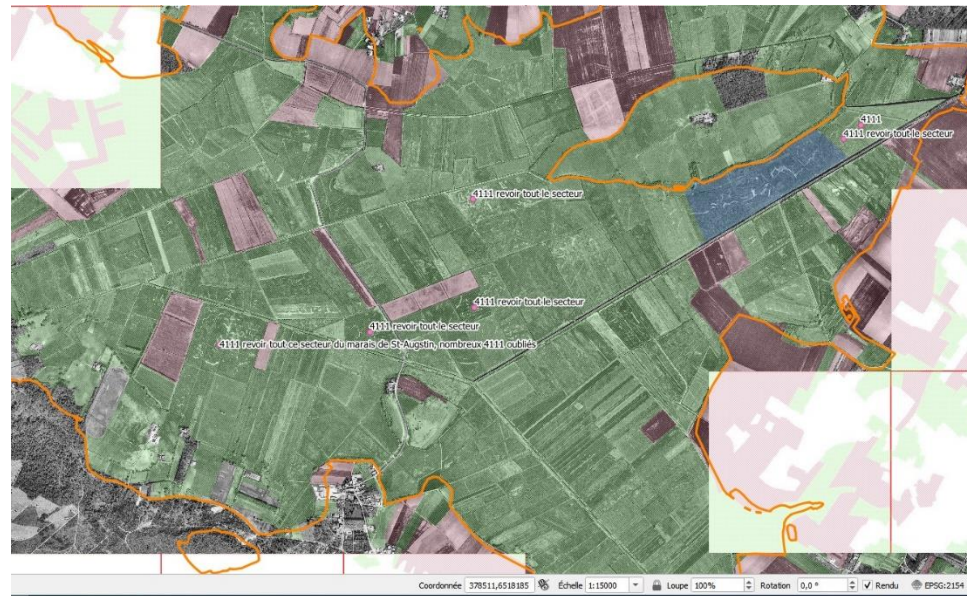 4111
4111 revoir tout le secteur
4111 revoir tout le secteur
4111 revoir tout le secteur
4111 revoir tout le secteur
4111 revoir tout ce secteur du marais de St-Augstin, nombreux 4111 oubliés
Coordonnée 378511,6518185 Échelle 1:15000 Loupe 100% Rotation 0,0 ° Rendu EPSG:2154